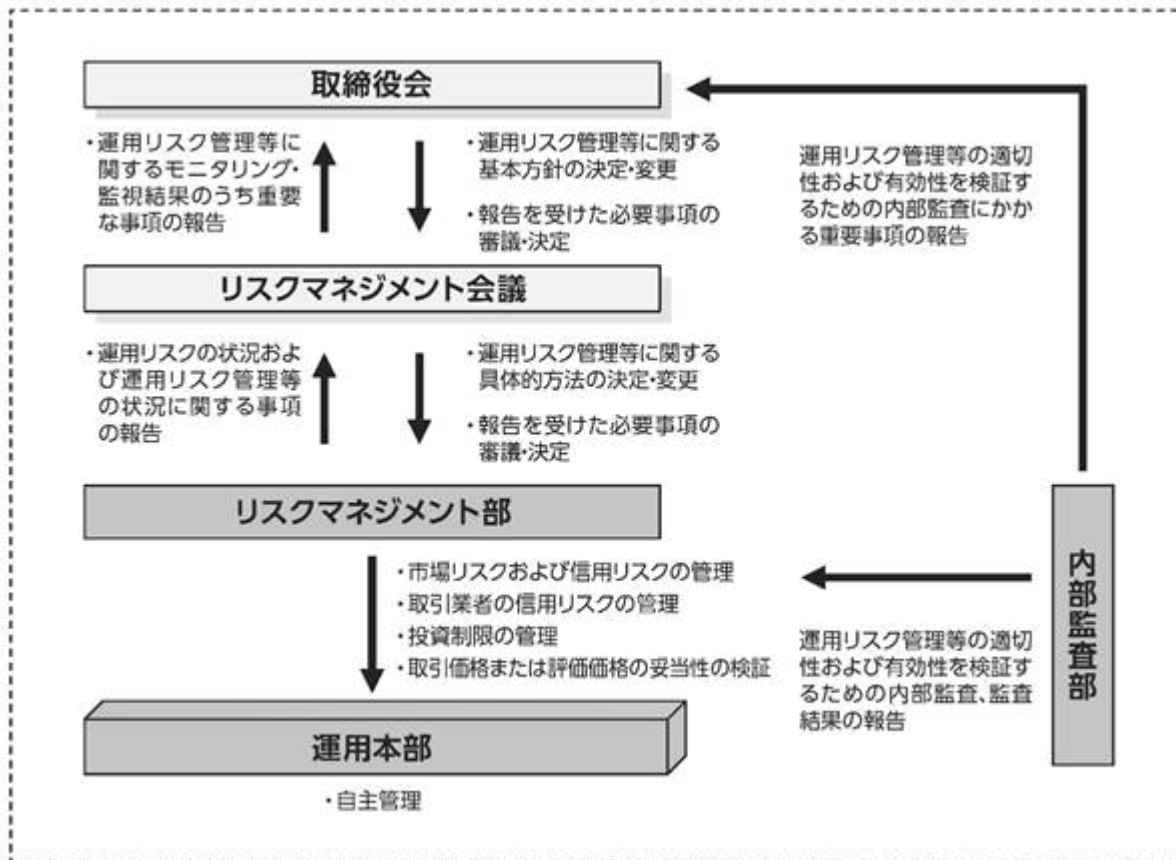 取締役会
・運用リスク管理等に
関するモニタリング・
監視結果のうち重要
な事項の報告
・運用リスク管理等に関する
基本方針の決定・変更
・報告を受けた必要事項の
審議・決定
運用リスク管理等の適切
性および有効性を検証す
るための内部監査にかか
る重要事項の報告
リスクマネジメント会議
・運用リスクの状況およ
び運用リスク管理等
の状況に関する事項
の報告
・運用リスク管理等に関する
具体的方法の決定・変更
・報告を受けた必要事項の
審議・決定
リスクマネジメント部
・市場リスクおよび信用リスクの管理
・取引業者の信用リスクの管理
・投資制限の管理
・取引価格または評価価格の妥当性の検証
内部監査部
運用リスク管理等の適切
性および有効性を検証す
るための内部監査、監査
結果の報告
運用本部
・自主管理